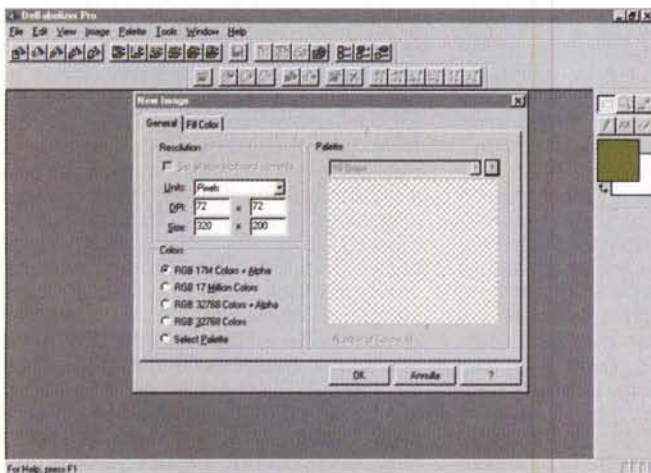 DeBabelizer Pro
File Edit View Image Palette Tools Window Help
New Image
General Fill Color
Resolution
Units: Pixels
DPI: 72 x 72
Size: 320 x 200
Colors
RGB 17M Colors + Alpha
RGB 17 Million Colors
RGB 32768 Colors + Alpha
RGB 32768 Colors
Select Palette
Palette
OK Annulla ?
For Help, press F1